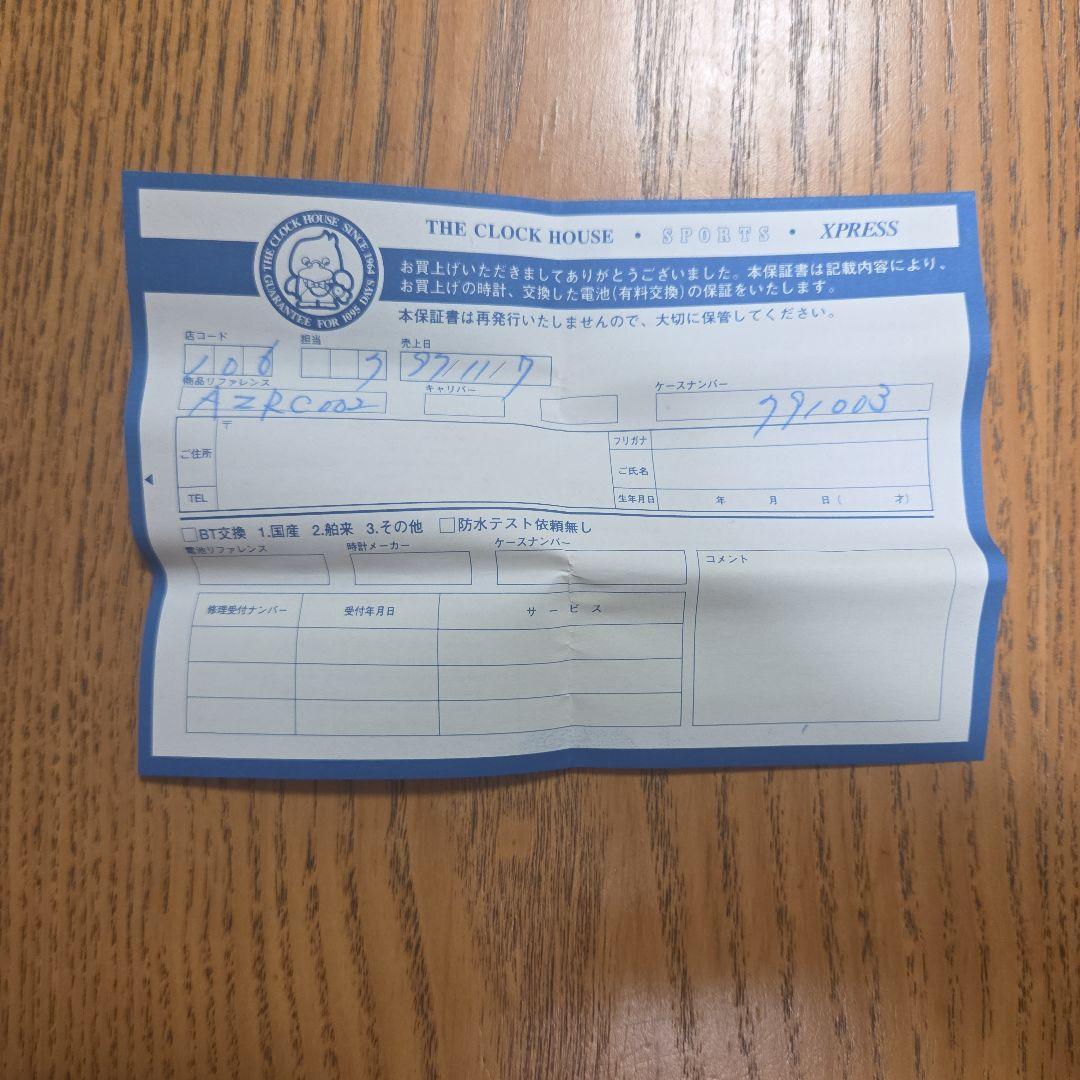 THE CLOCK HOUSE SINCE 1964
GUARANTEE FOR 1095 DAYS
THE CLOCK HOUSE • SPORTS • XPRESS
お買上げいただきましてありがとうございました。本保証書は記載内容により、
お買上げの時計、交換した電池(有料交換)の保証をいたします。
本保証書は再発行いたしませんので、大切に保管してください。
店コード 担当 売上日
106 3 97/11/7
商品リファレンス キャリバー ケースナンバー
AZRC002 791003
〒
ご住所
TEL
フリガナ
ご氏名
生年月日 年 月 日( 才)
□BT交換 1.国産 2.舶来 3.その他 □防水テスト依頼無し
電池リファレンス 時計メーカー ケースナンバー コメント
修理受付ナンバー 受付年月日 サービス